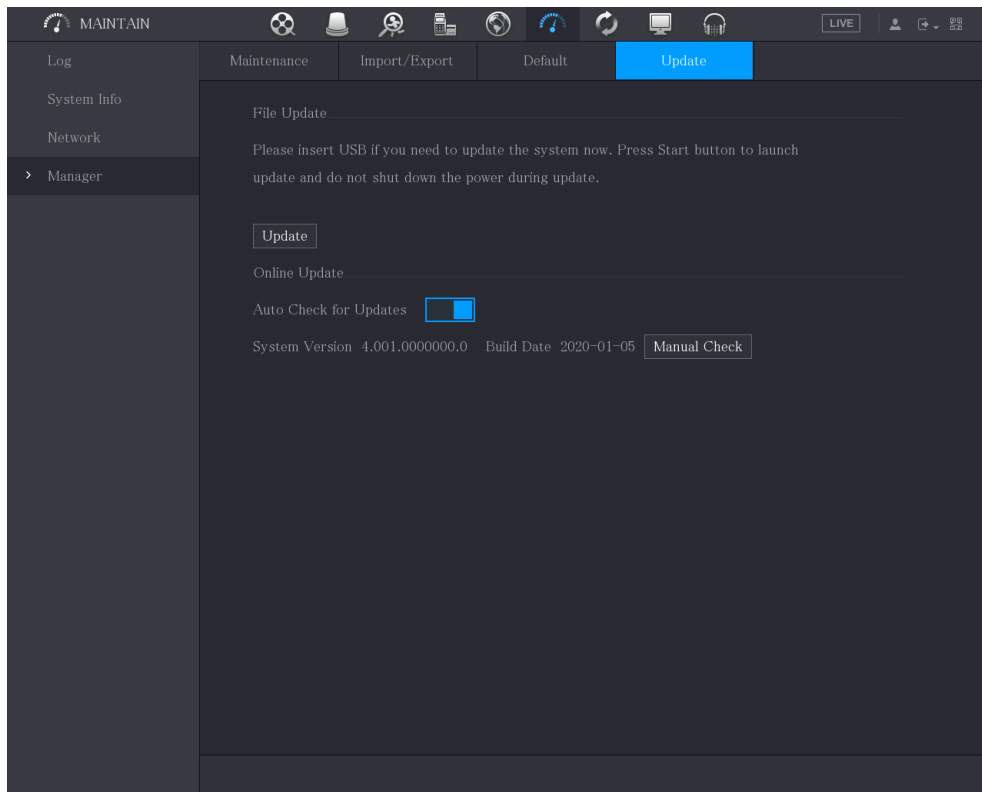 MAINTAIN
LIVE
Log
System Info
Network
Manager
Maintenance Import/Export Default Update
File Update
Please insert USB if you need to update the system now. Press Start button to launch
update and do not shut down the power during update.
Update
Online Update
Auto Check for Updates
System Version 4.001.0000000.0 Build Date 2020-01-05 Manual Check